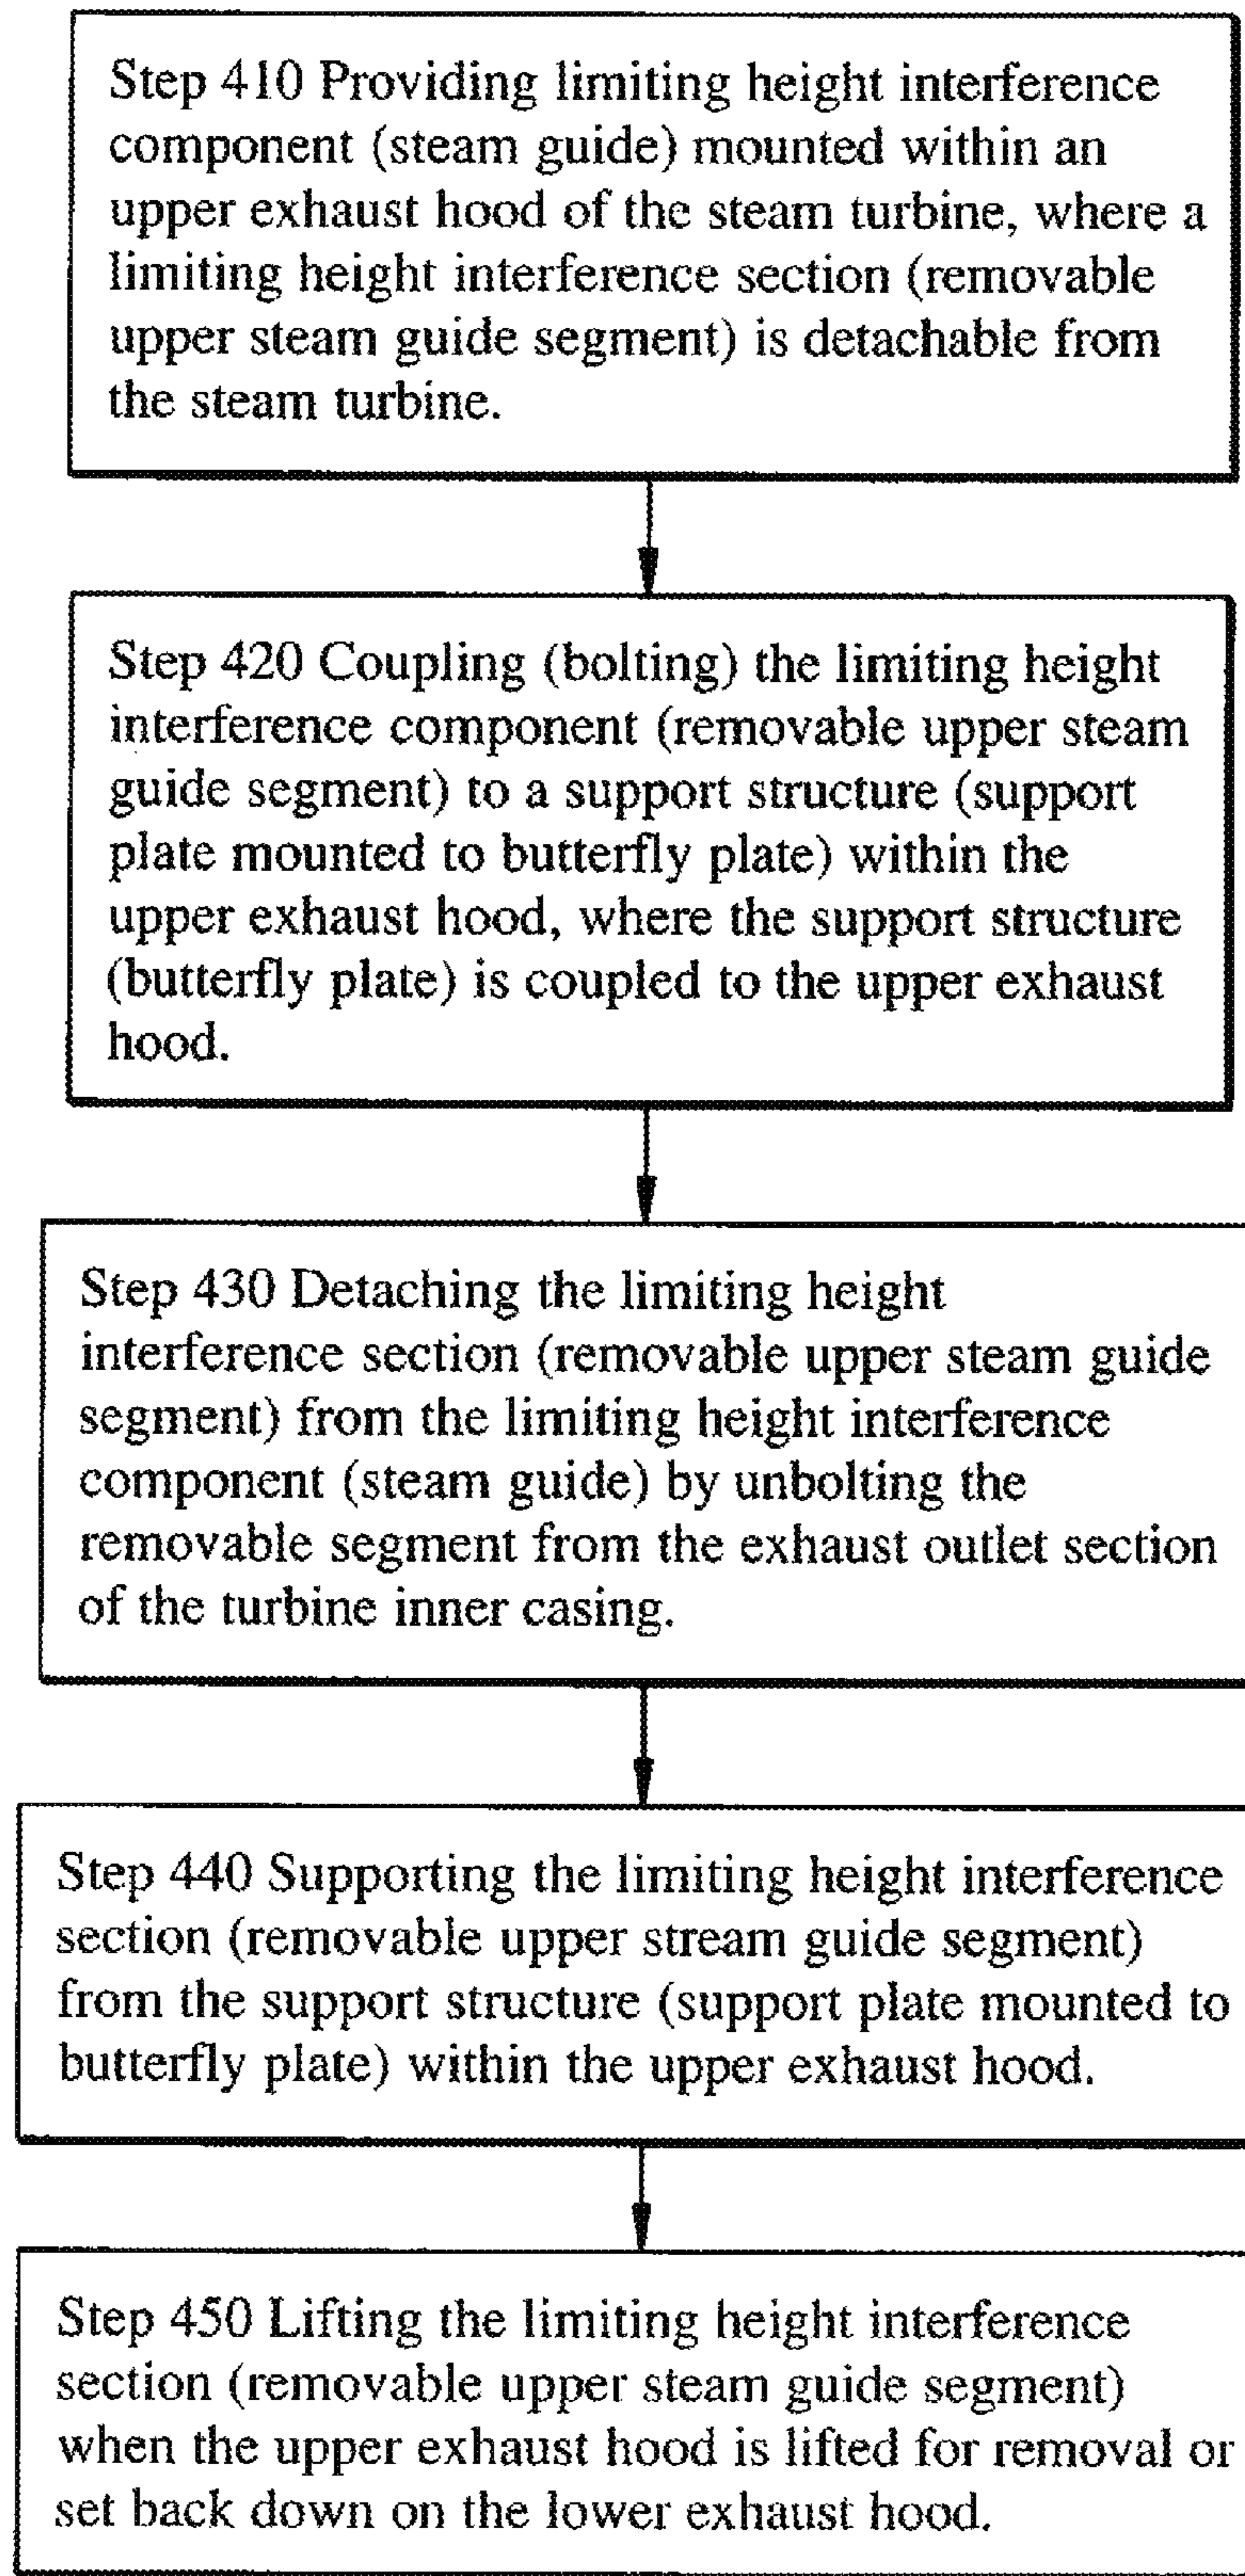 Step 410 Providing limiting height interference
component (steam guide) mounted within an
upper exhaust hood of the steam turbine, where a
limiting height interference section (removable
upper steam guide segment) is detachable from
the steam turbine.
Step 420 Coupling (bolting) the limiting height
interference component (removable upper steam
guide segment) to a support structure (support
plate mounted to butterfly plate) within the
upper exhaust hood, where the support structure
(butterfly plate) is coupled to the upper exhaust
hood.
Step 430 Detaching the limiting height
interference section (removable upper steam guide
segment) from the limiting height interference
component (steam guide) by unbolting the
removable segment from the exhaust outlet section
of the turbine inner casing.
Step 440 Supporting the limiting height interference
section (removable upper stream guide segment)
from the support structure (support plate mounted to
butterfly plate) within the upper exhaust hood.
Step 450 Lifting the limiting height interference
section (removable upper steam guide segment)
when the upper exhaust hood is lifted for removal or
set back down on the lower exhaust hood.